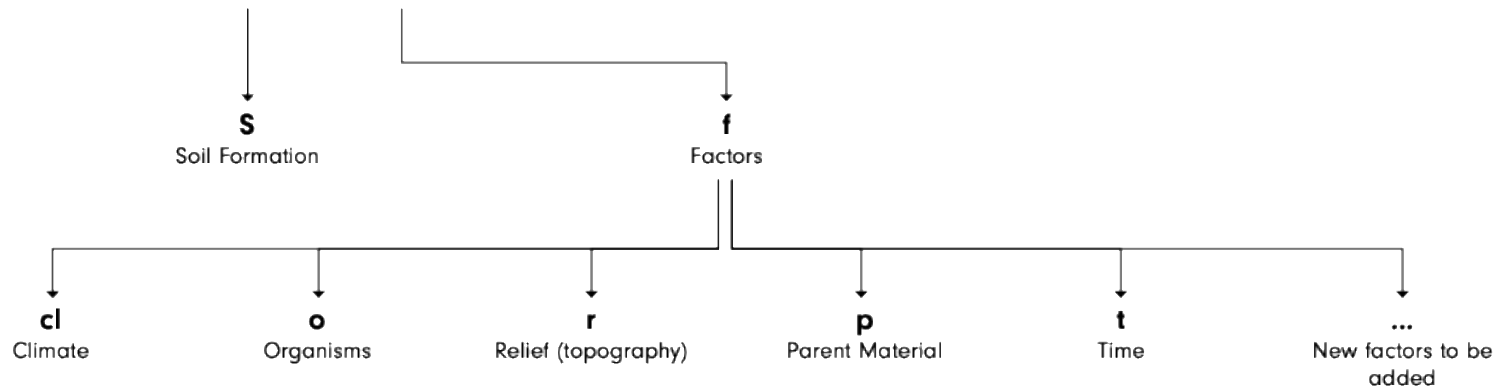 S
Soil Formation
f
Factors
cl
Climate
o
Organisms
r
Relief (topography)
p
Parent Material
t
Time
...
New factors to be
added